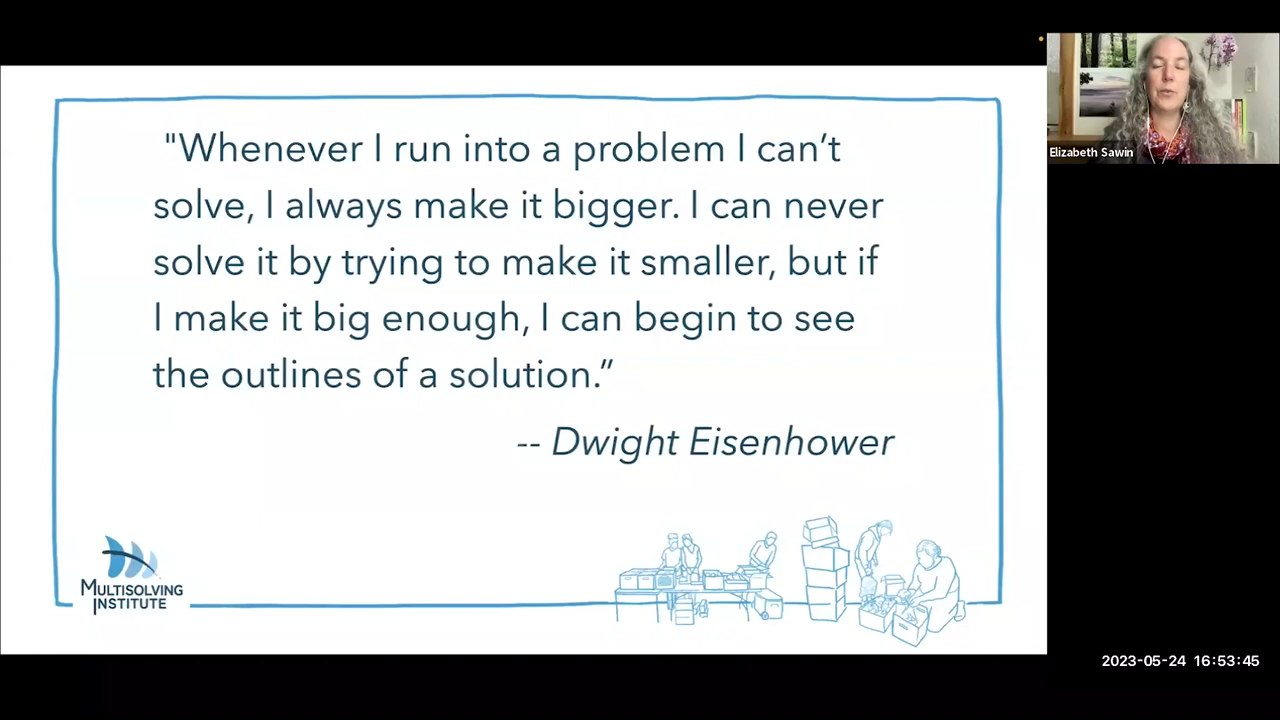 "Whenever I run into a problem I can’t
solve, I always make it bigger. I can never
solve it by trying to make it smaller, but if
I make it big enough, I can begin to see
the outlines of a solution.”
-- Dwight Eisenhower
MULTISOLVING
INSTITUTE
Elizabeth Sawin
2023-05-24 16:53:45